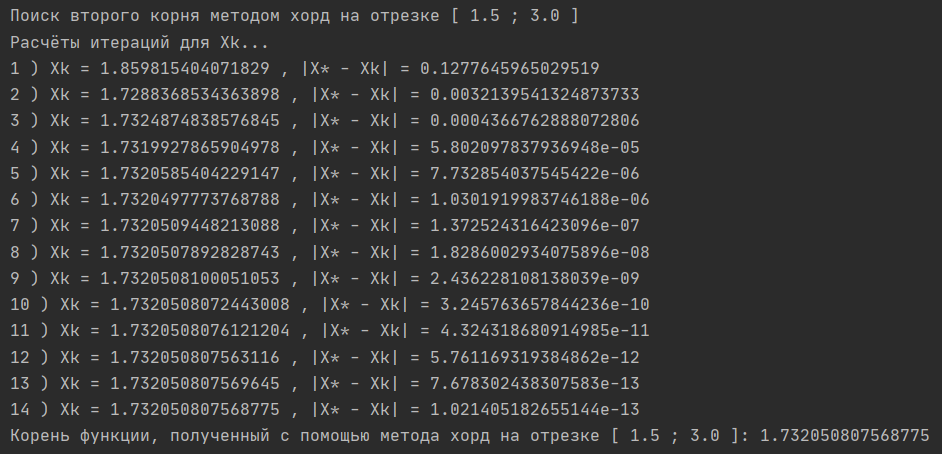 Поиск второго корня методом хорд на отрезке [ 1.5 ; 3.0 ]
Расчёты итераций для Xk...
1 ) Xk = 1.859815404071829 , |X* - Xk| = 0.1277645965029519
2 ) Xk = 1.7288368534363898 , |X* - Xk| = 0.0032139541324873733
3 ) Xk = 1.7324874838576845 , |X* - Xk| = 0.0004366762888072806
4 ) Xk = 1.7319927865904978 , |X* - Xk| = 5.802097837936948e-05
5 ) Xk = 1.7320585404229147 , |X* - Xk| = 7.732854037545422e-06
6 ) Xk = 1.7320497773768788 , |X* - Xk| = 1.0301919983746188e-06
7 ) Xk = 1.7320509448213088 , |X* - Xk| = 1.372524316423096e-07
8 ) Xk = 1.7320507892828743 , |X* - Xk| = 1.8286002934075896e-08
9 ) Xk = 1.7320508100051053 , |X* - Xk| = 2.436228108138039e-09
10 ) Xk = 1.7320508072443008 , |X* - Xk| = 3.245763657844236e-10
11 ) Xk = 1.7320508076121204 , |X* - Xk| = 4.324318680914985e-11
12 ) Xk = 1.732050807563116 , |X* - Xk| = 5.761169319384862e-12
13 ) Xk = 1.732050807569645 , |X* - Xk| = 7.678302438307583e-13
14 ) Xk = 1.732050807568775 , |X* - Xk| = 1.021405182655144e-13
Корень функции, полученный с помощью метода хорд на отрезке [ 1.5 ; 3.0 ]: 1.732050807568775